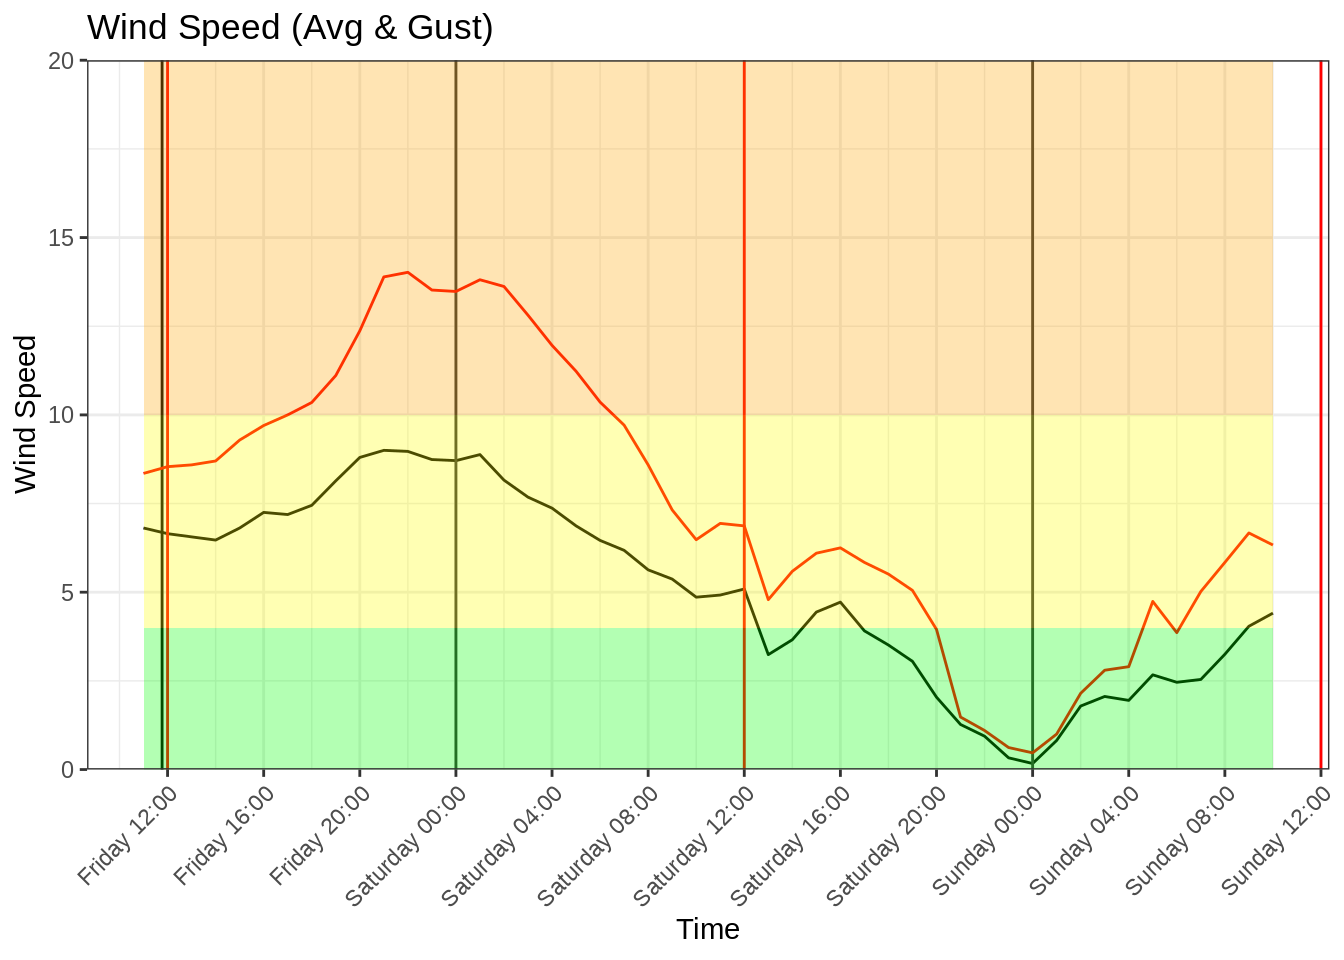 Wind Speed (Avg & Gust)
20
15
10
5
0
Wind Speed
Friday 12:00
Friday 16:00
Friday 20:00
Saturday 00:00
Saturday 04:00
Saturday 08:00
Saturday 12:00
Saturday 16:00
Saturday 20:00
Sunday 00:00
Sunday 04:00
Sunday 08:00
Sunday 12:00
Time